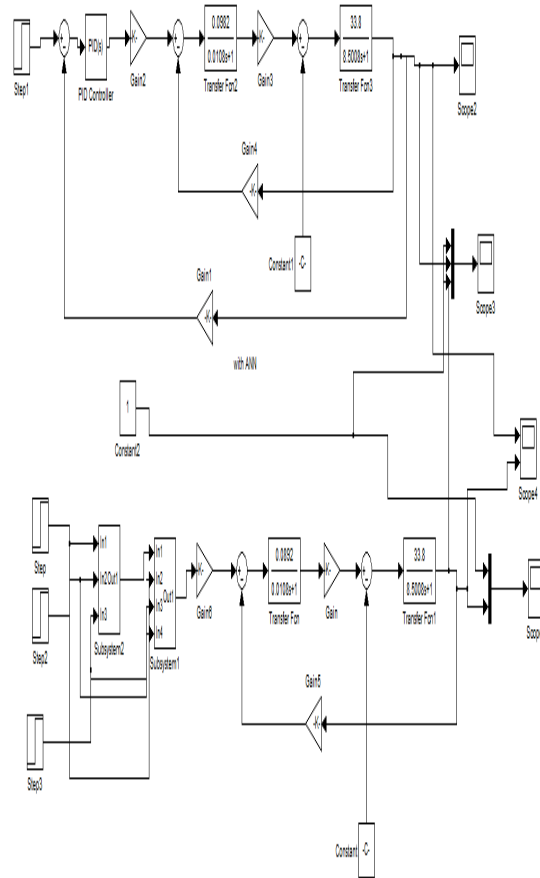 0.0982
0.0108s+1
33.8
8.5008s+1
PID(s)
-K-
-K-
Step1
PID Controller
Gain2
Transfer Fcn2
Gain3
Transfer Fcn3
Scope2
Gain4
-K-
-C-
Constant1
Gain1
-K-
Scope3
with ANN
1
Constant2
Scope4
Step
In1
In2
Out1
In3
Subsystem2
In1
In2
In3
In4
Out1
Subsystem1
-K-
Gain6
0.0892
0.0108s+1
Transfer Fcn
-K-
Gain
33.8
8.5008s+1
Transfer Fcn1
Scope
Step2
Gain5
-K-
Step3
Constant
-C-